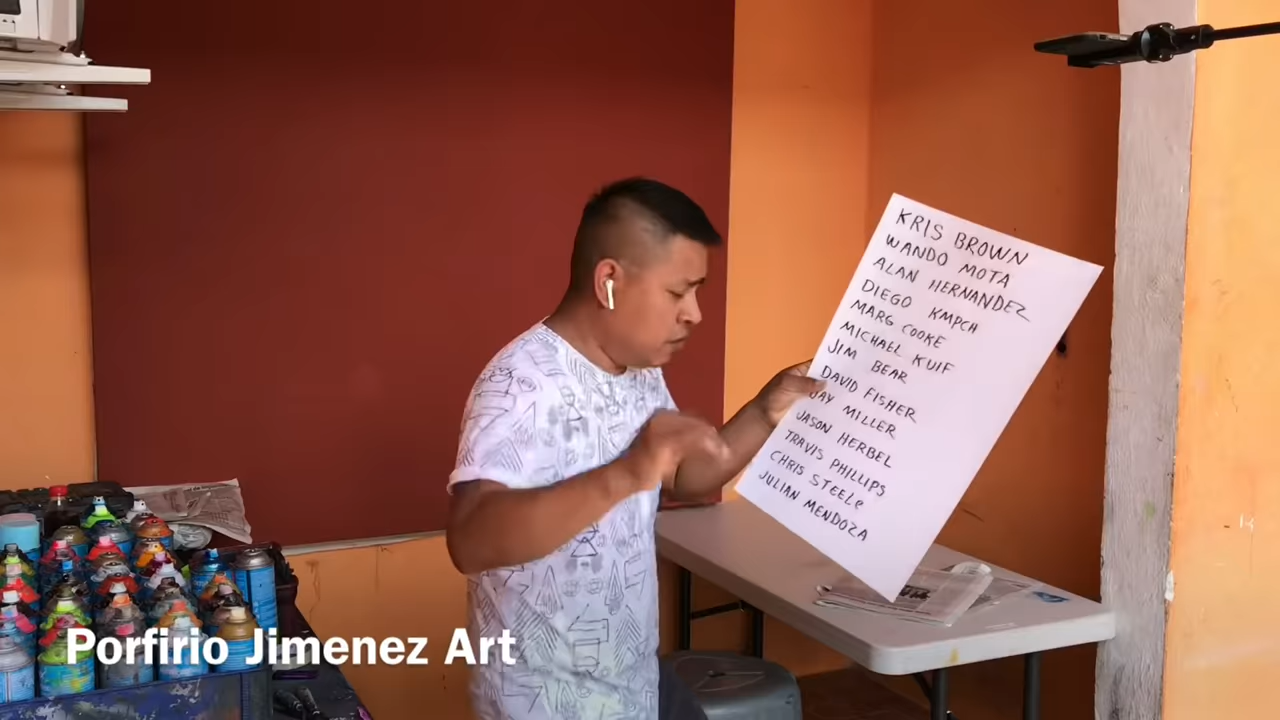 KRIS BROWN
WANDO MOTA
ALAN HERNANDEZ
DIEGO KMPCH
MARG COOKE
MICHAEL KUIF
JIM BEAR
DAVID FISHER
JAY MILLER
JASON HERBEL
TRAVIS PHILLIPS
CHRIS STEELe
JULIAN MENDOZA
Porfirio Jimenez Art